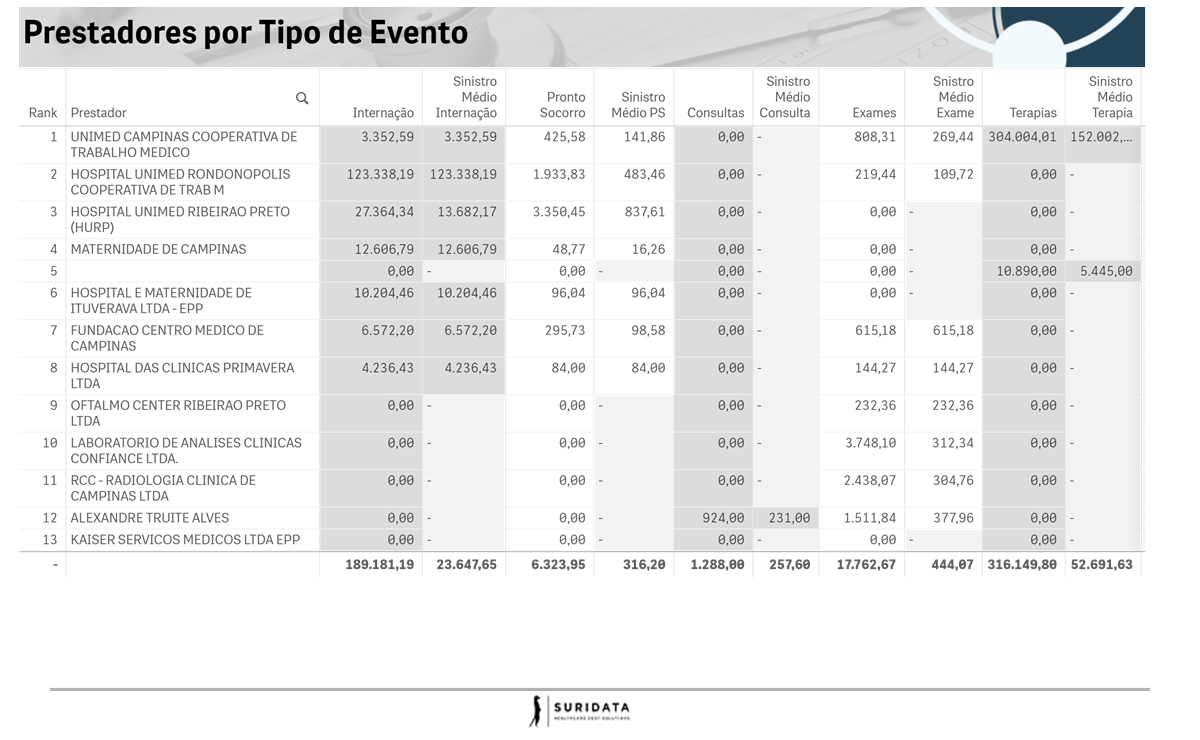 Prestadores por Tipo de Evento
Sinistro Sinistro Snistro Sinistro
Médio Pronto Sinistro Médio Médio Médio
Rank Prestador Internação Internação Socorro Médio PS Consultas Consulta Exames Exame Terapias Terapia
1 UNIMED CAMPINAS COOPERATIVA DE 3.352,59 3.352,59 425,58 141,86 0,00 - 808,31 269,44 304.004,01 152.002,...
TRABALHO MEDICO
2 HOSPITAL UNIMED RONDONOPOLIS 123.338,19 123.338,19 1.933,83 483,46 0,00 - 219,44 109,72 0,00 -
COOPERATIVA DE TRAB M
3 HOSPITAL UNIMED RIBEIRAO PRETO 27.364,34 13.682,17 3.350,45 837,61 0,00 - 0,00 - 0,00 -
(HURP)
4 MATERNIDADE DE CAMPINAS 12.606,79 12.606,79 48,77 16,26 0,00 - 0,00 - 0,00 -
5 0,00 - 0,00 - 0,00 - 0,00 - 10.890,00 5.445,00
6 HOSPITAL E MATERNIDADE DE 10.204,46 10.204,46 96,04 96,04 0,00 - 0,00 - 0,00 -
ITUVERAVA LTDA - EPP
7 FUNDACAO CENTRO MEDICO DE 6.572,20 6.572,20 295,73 98,58 0,00 - 615,18 615,18 0,00 -
CAMPINAS
8 HOSPITAL DAS CLINICAS PRIMAVERA 4.236,43 4.236,43 84,00 84,00 0,00 - 144,27 144,27 0,00 -
LTDA
9 OFTALMO CENTER RIBEIRAO PRETO 0,00 - 0,00 - 0,00 - 232,36 232,36 0,00 -
LTDA
10 LABORATORIO DE ANALISES CLINICAS 0,00 - 0,00 - 0,00 - 3.748,10 312,34 0,00 -
CONFIANCE LTDA.
11 RCC - RADIOLOGIA CLINICA DE 0,00 - 0,00 - 0,00 - 2.438,07 304,76 0,00 -
CAMPINAS LTDA
12 ALEXANDRE TRUITE ALVES 0,00 - 0,00 - 924,00 231,00 1.511,84 377,96 0,00 -
13 KAISER SERVICOS MEDICOS LTDA EPP 0,00 - 0,00 - 0,00 - 0,00 - 0,00 -
- 189.181,19 23.647,65 6.323,95 316,20 1.288,00 257,60 17.762,67 444,07 316.149,80 52.691,63
SURIDATA
HEALTHCARE COST SOLUTIONS